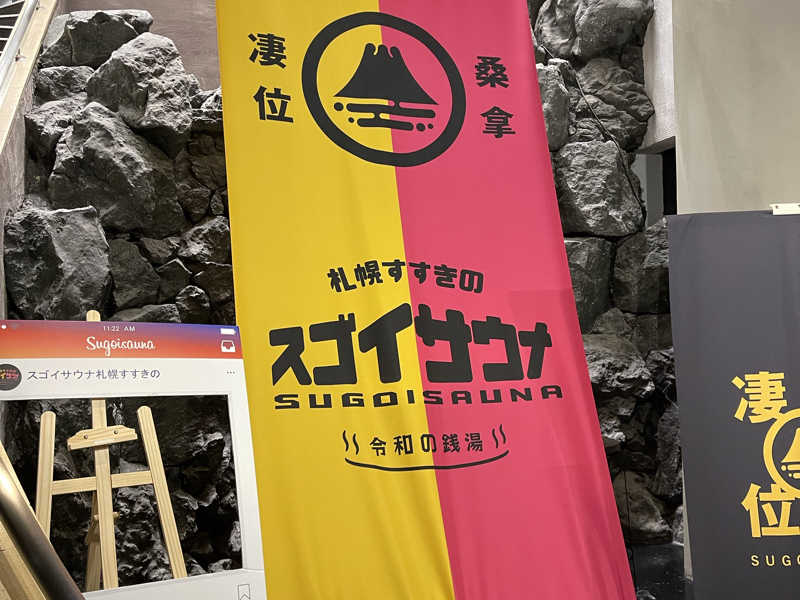 凄位
桑拿
札幌すすきの
スゴイサウナ
SUGOISAUNA
令和の銭湯
11:22 AM
Sugoisauna
スゴイサウナ札幌すすきの
凄位
SUGO